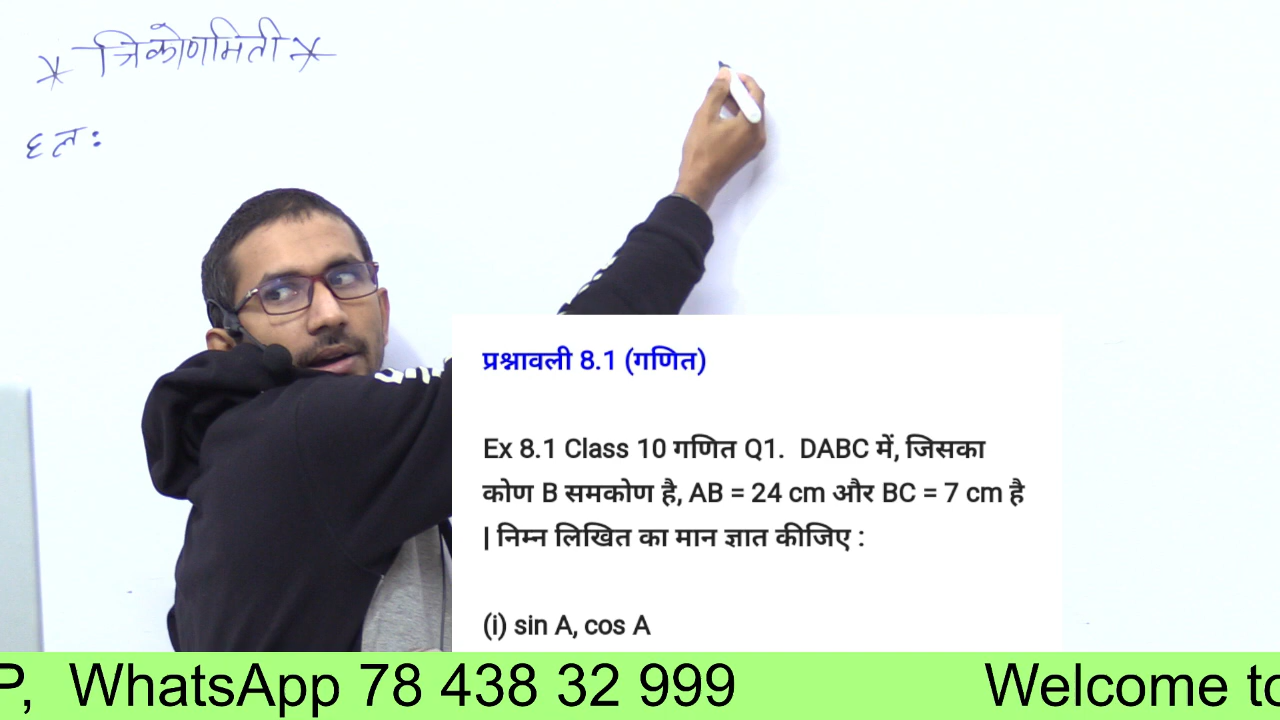 * त्रिकोणमिती *
हल :
प्रश्नावली 8.1 (गणित)
Ex 8.1 Class 10 गणित Q1. DABC में, जिसका
कोण B समकोण है, AB = 24 cm और BC = 7 cm है
| निम्न लिखित का मान ज्ञात कीजिए :
(i) sin A, cos A
P, WhatsApp 78 438 32 999 Welcome to